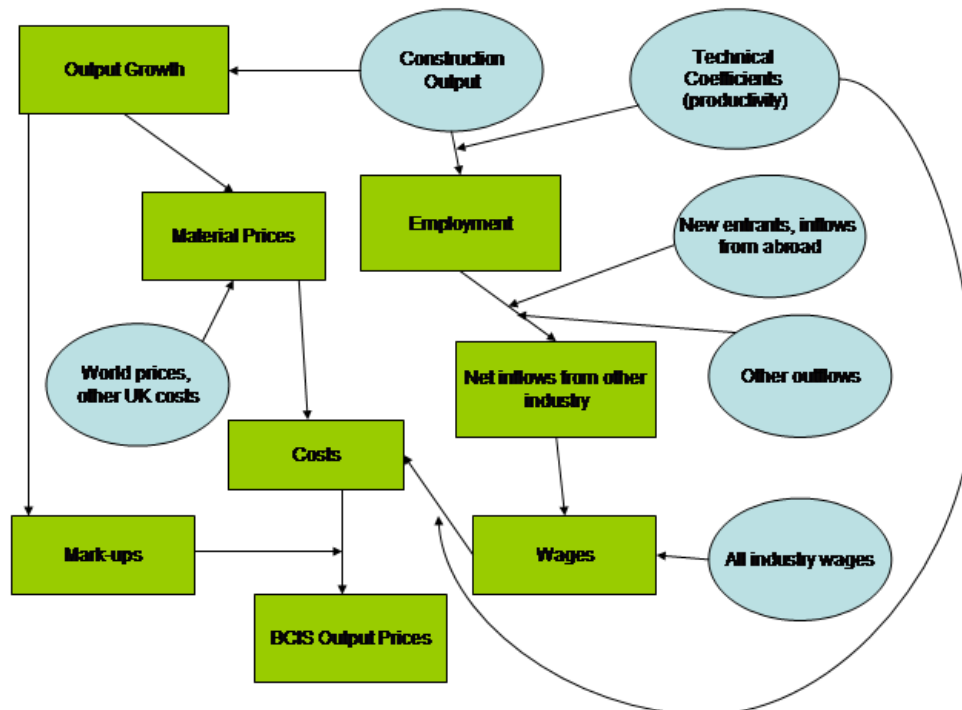 Output Growth
Construction
Output
Technical
Coefficients
(productivity)
Material Prices
Employment
New entrants, inflows
from abroad
World prices,
other UK costs
Net inflows from other
industry
Other outflows
Costs
Mark-ups
Wages
All industry wages
BCIS Output Prices